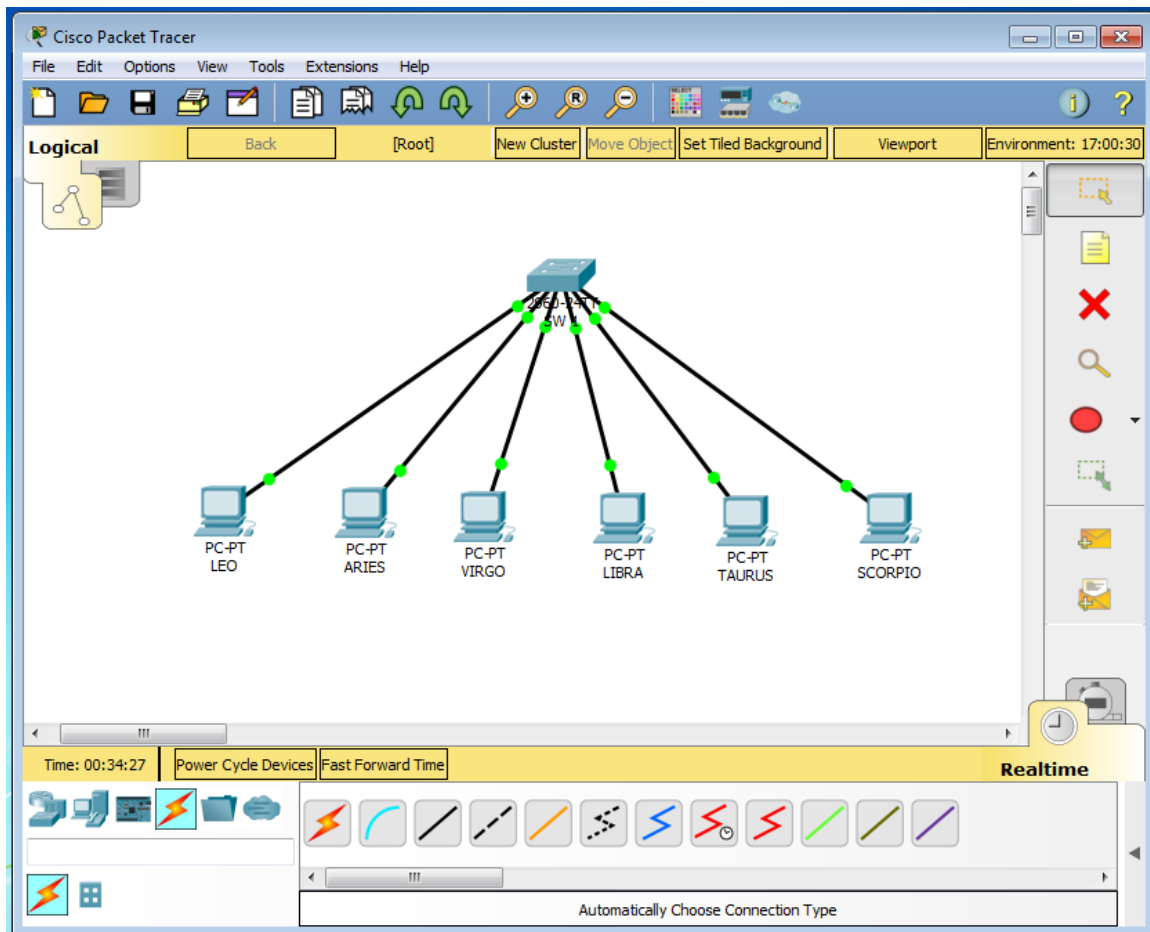 Cisco Packet Tracer
File Edit Options View Tools Extensions Help
SELECT
Logical Back [Root] New Cluster Move Object Set Tiled Background Viewport Environment: 17:00:30
2960-24TT
SW 1
PC-PT
LEO
PC-PT
ARIES
PC-PT
VIRGO
PC-PT
LIBRA
PC-PT
TAURUS
PC-PT
SCORPIO
Time: 00:34:27 Power Cycle Devices Fast Forward Time
Realtime
Automatically Choose Connection Type